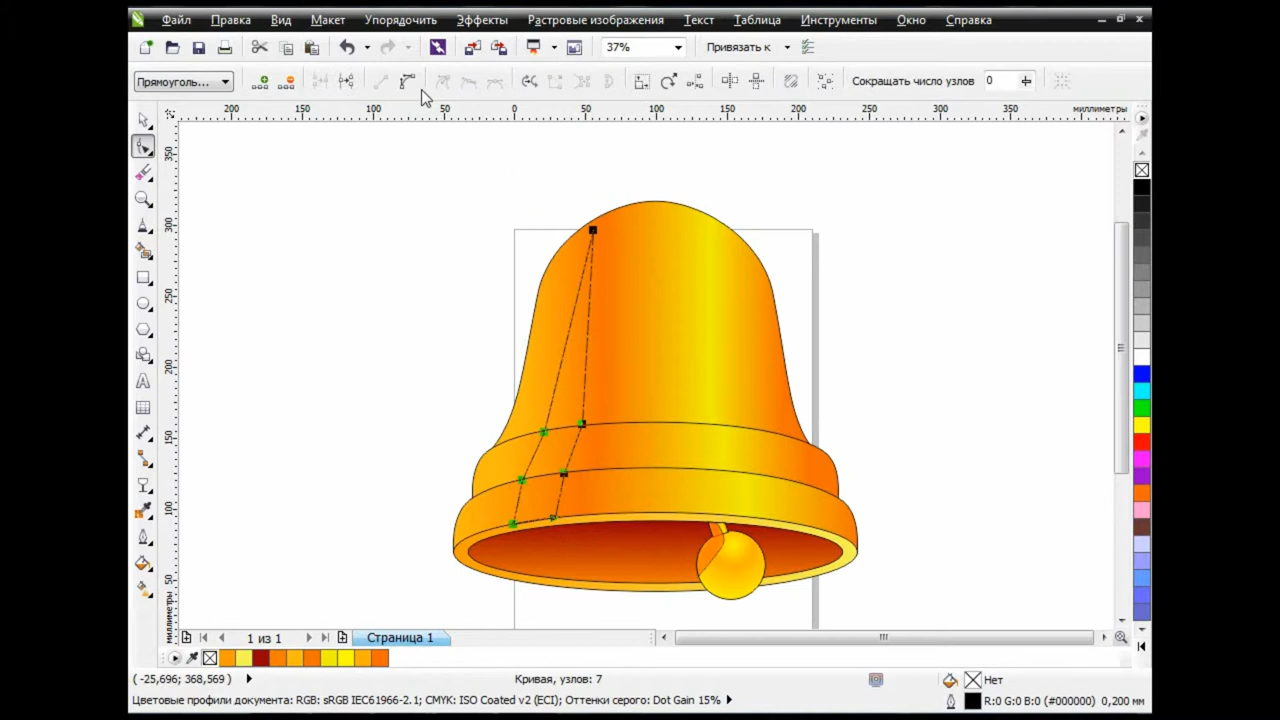 Файл Правка Вид Макет Упорядочить Эффекты Растровые изображения Текст Таблица Инструменты Окно Справка
37% Привязать к
Прямоуголь... Сокращать число узлов 0
200 150 100 50 0 50 100 150 200 250 300 350 миллиметры
350
300
250
200
150
100
50
миллиметры
1 из 1 Страница 1
( -25,696; 368,569 ) Кривая, узлов: 7 Нет
Цветовые профили документа: RGB: sRGB IEC61966-2.1; CMYK: ISO Coated v2 (ECI); Оттенки серого: Dot Gain 15% R:0 G:0 B:0 (#000000) 0,200 мм